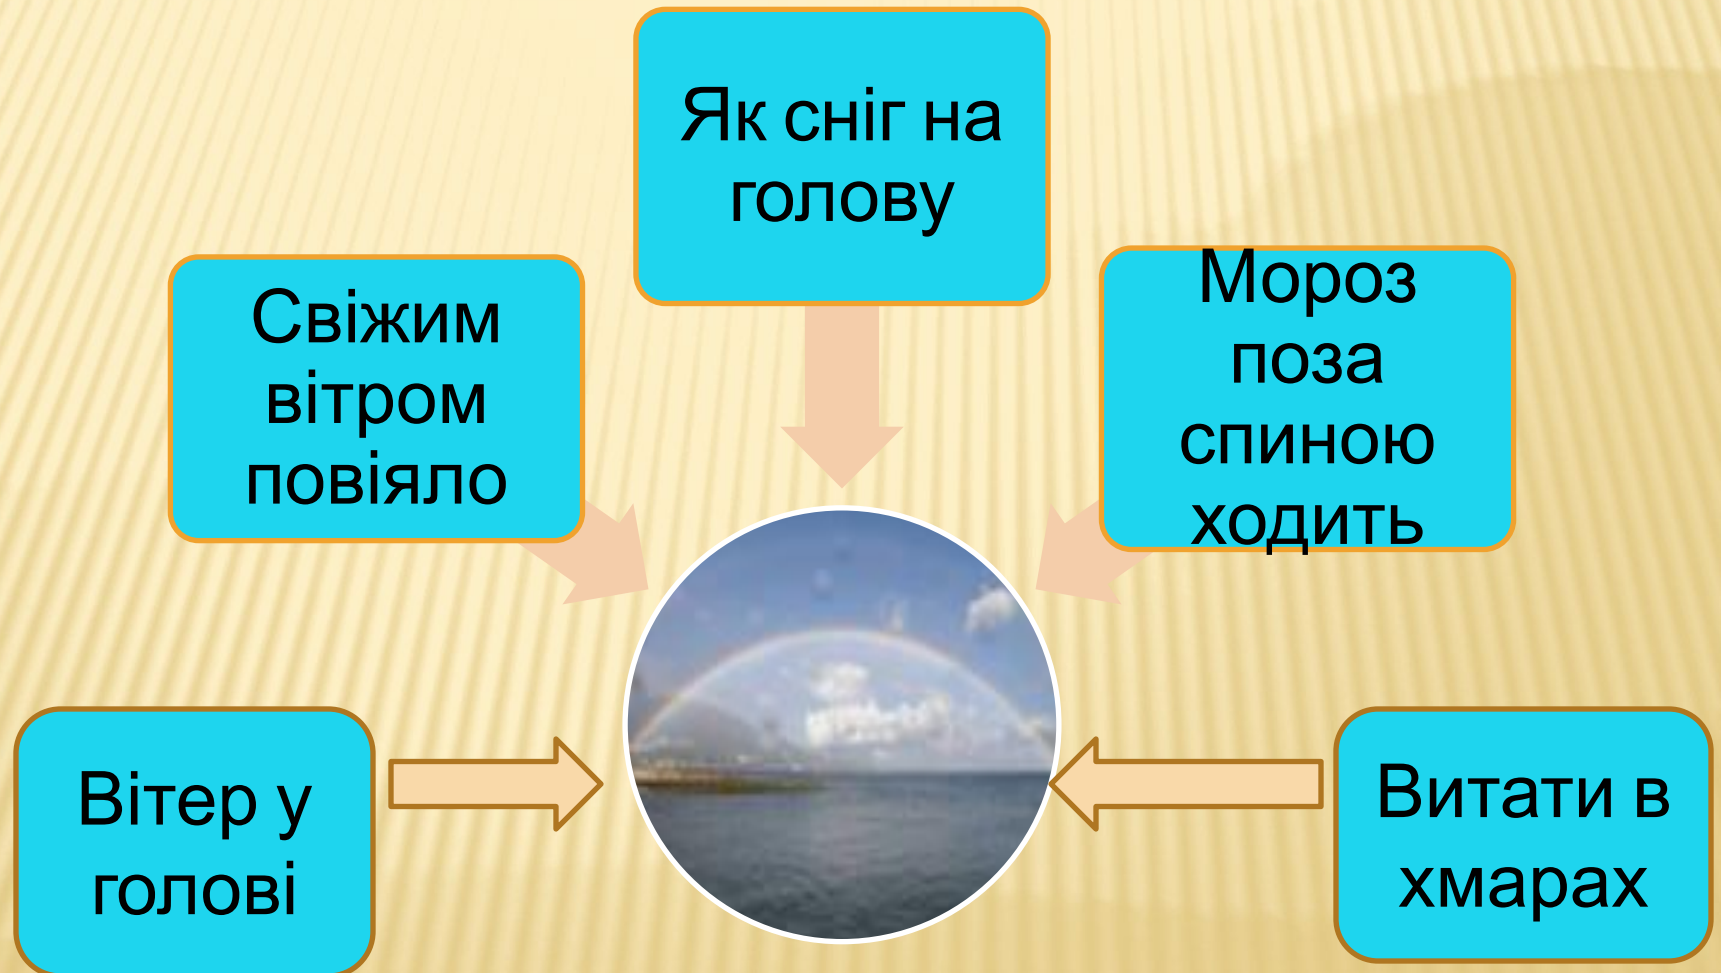 Як сніг на
голову
Свіжим
вітром
повіяло
Мороз
поза
спиною
ходить
Вітер у
голові
Витати в
хмарах